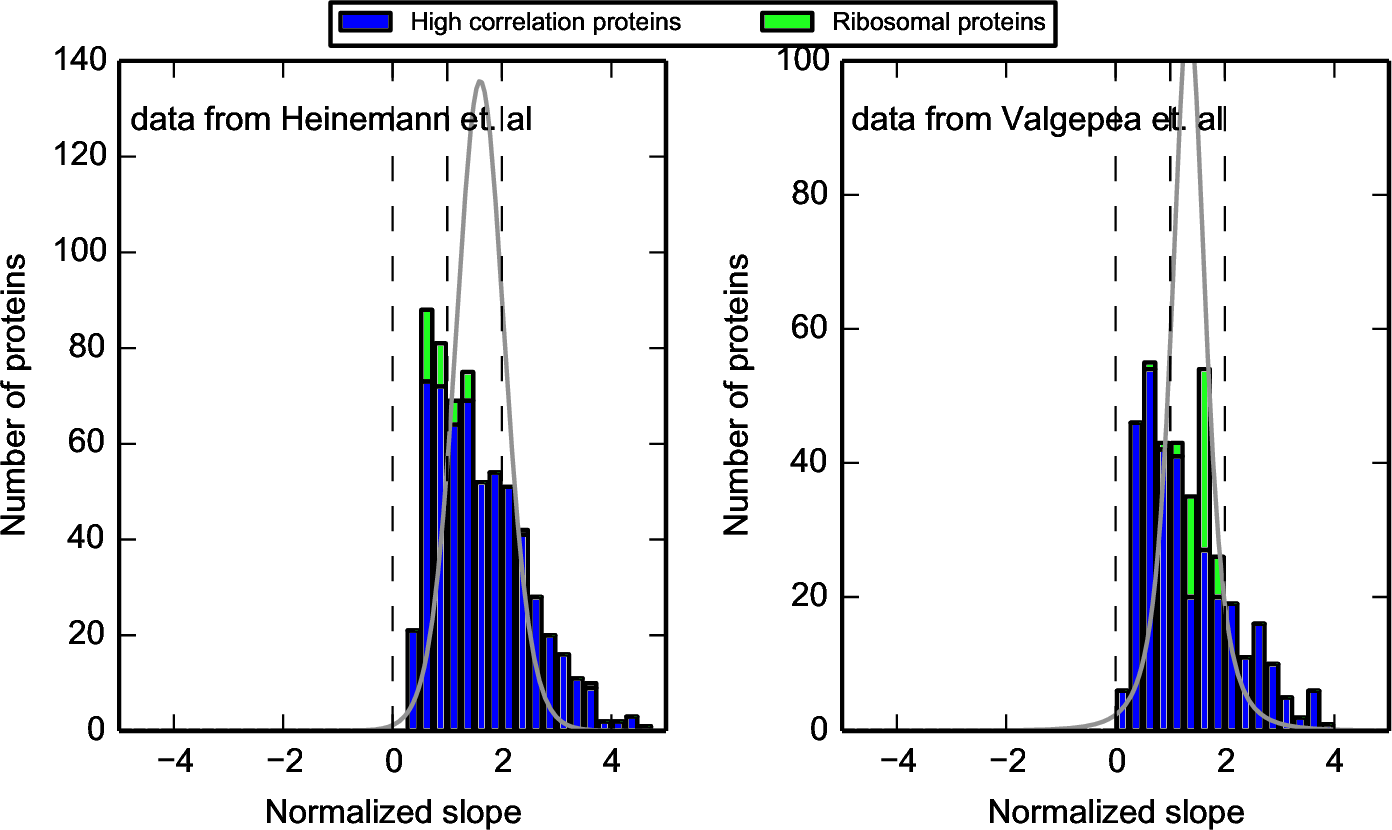 High correlation proteins Ribosomal proteins
data from Heinemann et. al
140
120
100
80
60
40
20
0
Number of proteins
−4 −2 0 2 4
Normalized slope
data from Valgepea et. al
100
80
60
40
20
0
Number of proteins
−4 −2 0 2 4
Normalized slope